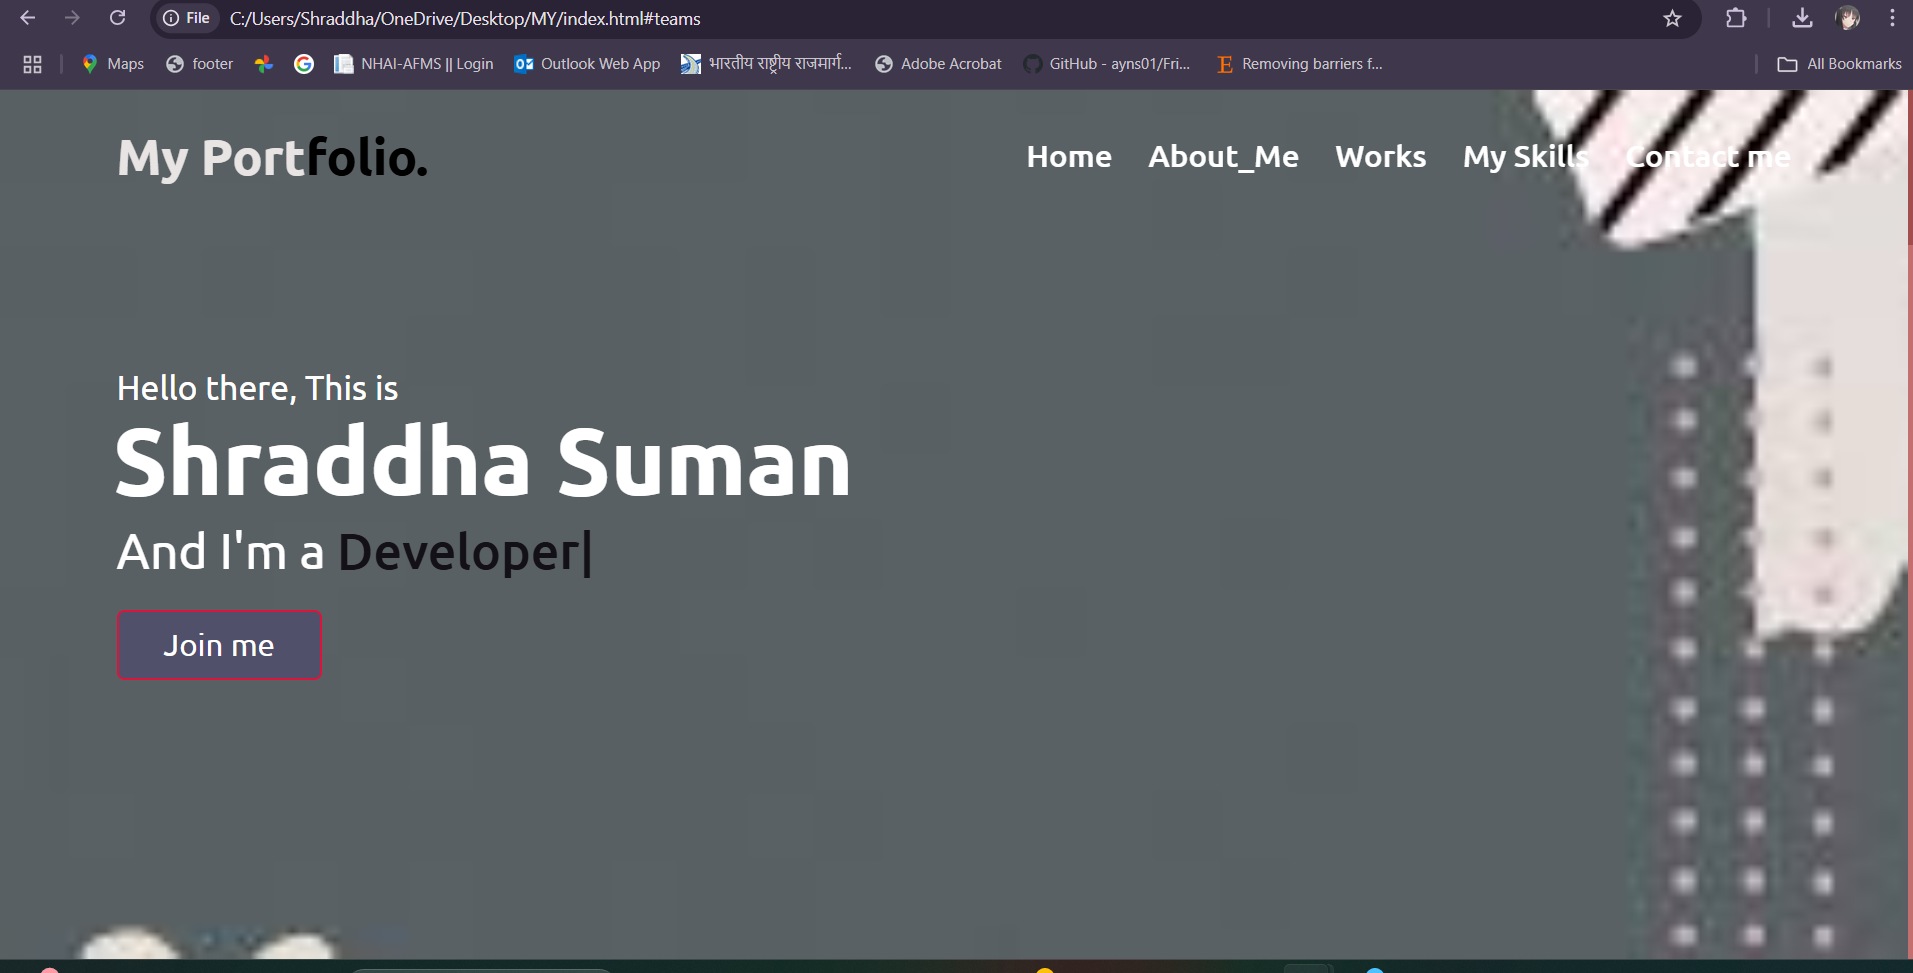 File C:/Users/Shraddha/OneDrive/Desktop/MY/index.html#teams
Maps footer NHAI-AFMS || Login Outlook Web App भारतीय राष्ट्रीय राजमार्ग... Adobe Acrobat GitHub - ayns01/Fri... Removing barriers f... All Bookmarks
My Portfolio. Home About_Me Works My Skills Contact me
Hello there, This is
Shraddha Suman
And I'm a Developer|
Join me